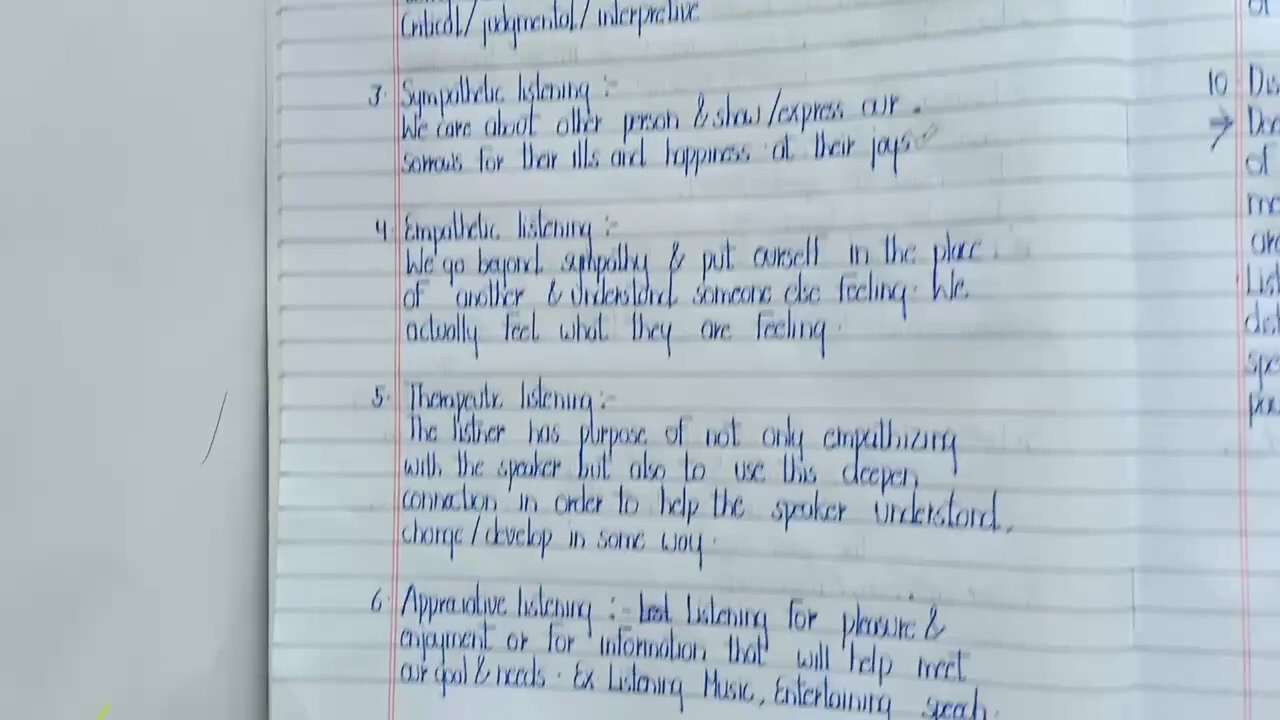 Critical/judgmental/interpretive
3. Sympathetic listening :-
We care about other person & show/express our
sorrows for their ills and happiness at their joys
4. Empathetic listening :-
We go beyond sympathy & put ourself in the place
of another & understand someone else feeling. We
actually feel what they are feeling.
5. Therapeutic listening :-
The listner has purpose of not only empathizing
with the speaker but also to use this deepen
connection in order to help the speaker understand,
change/develop in some way.
6. Appreciative listening :- Listening for pleasure &
enjoyment or for information that will help meet
our goal & needs. Ex Listening Music, Entertaining speech.
10
→
of